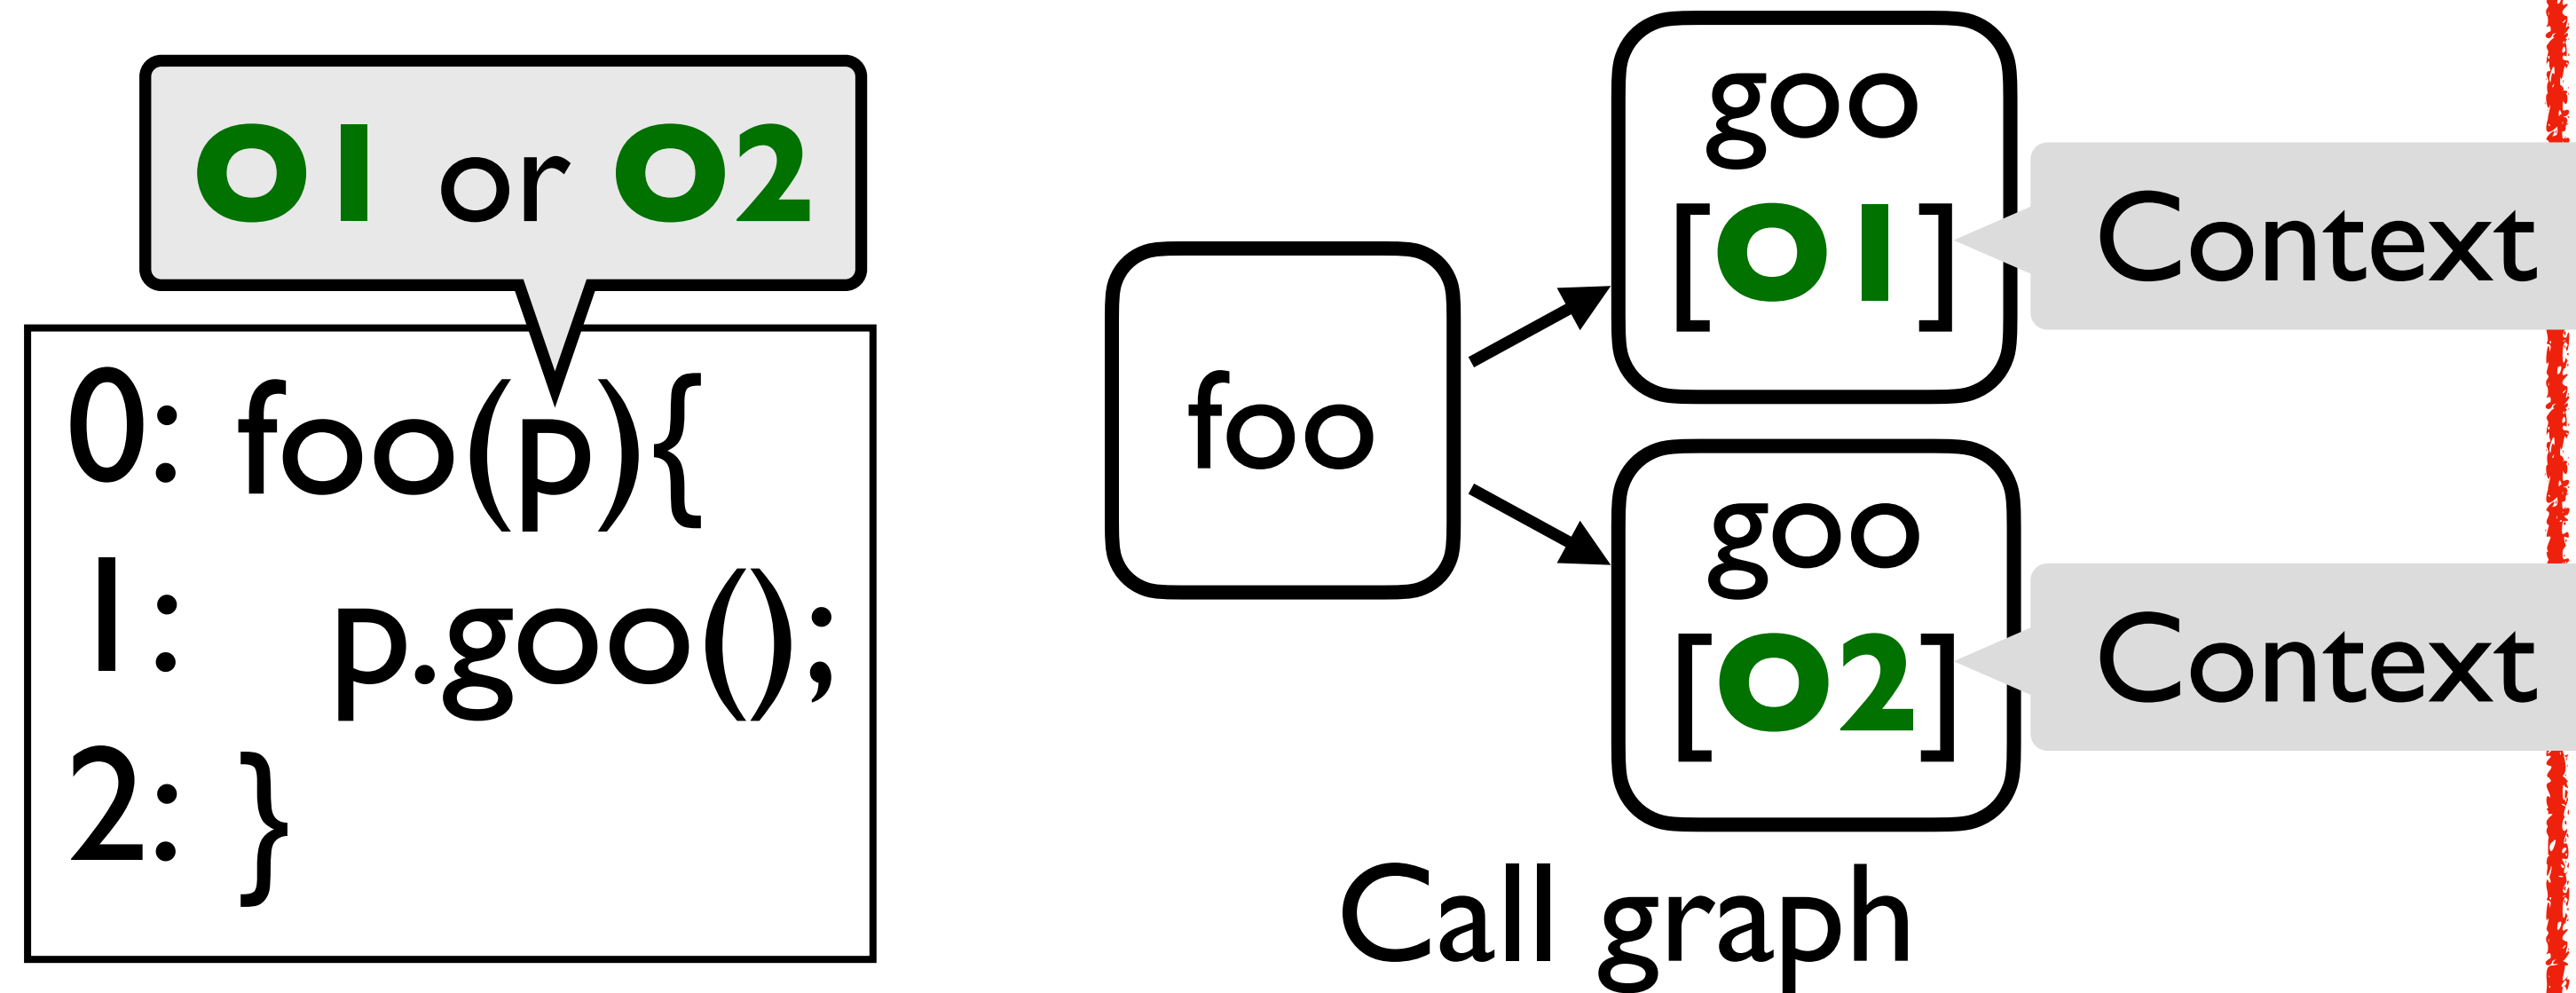 O1 or O2
0: foo(p){
1: p.goo();
2: }
foo
goo
[O1]
Context
goo
[O2]
Context
Call graph